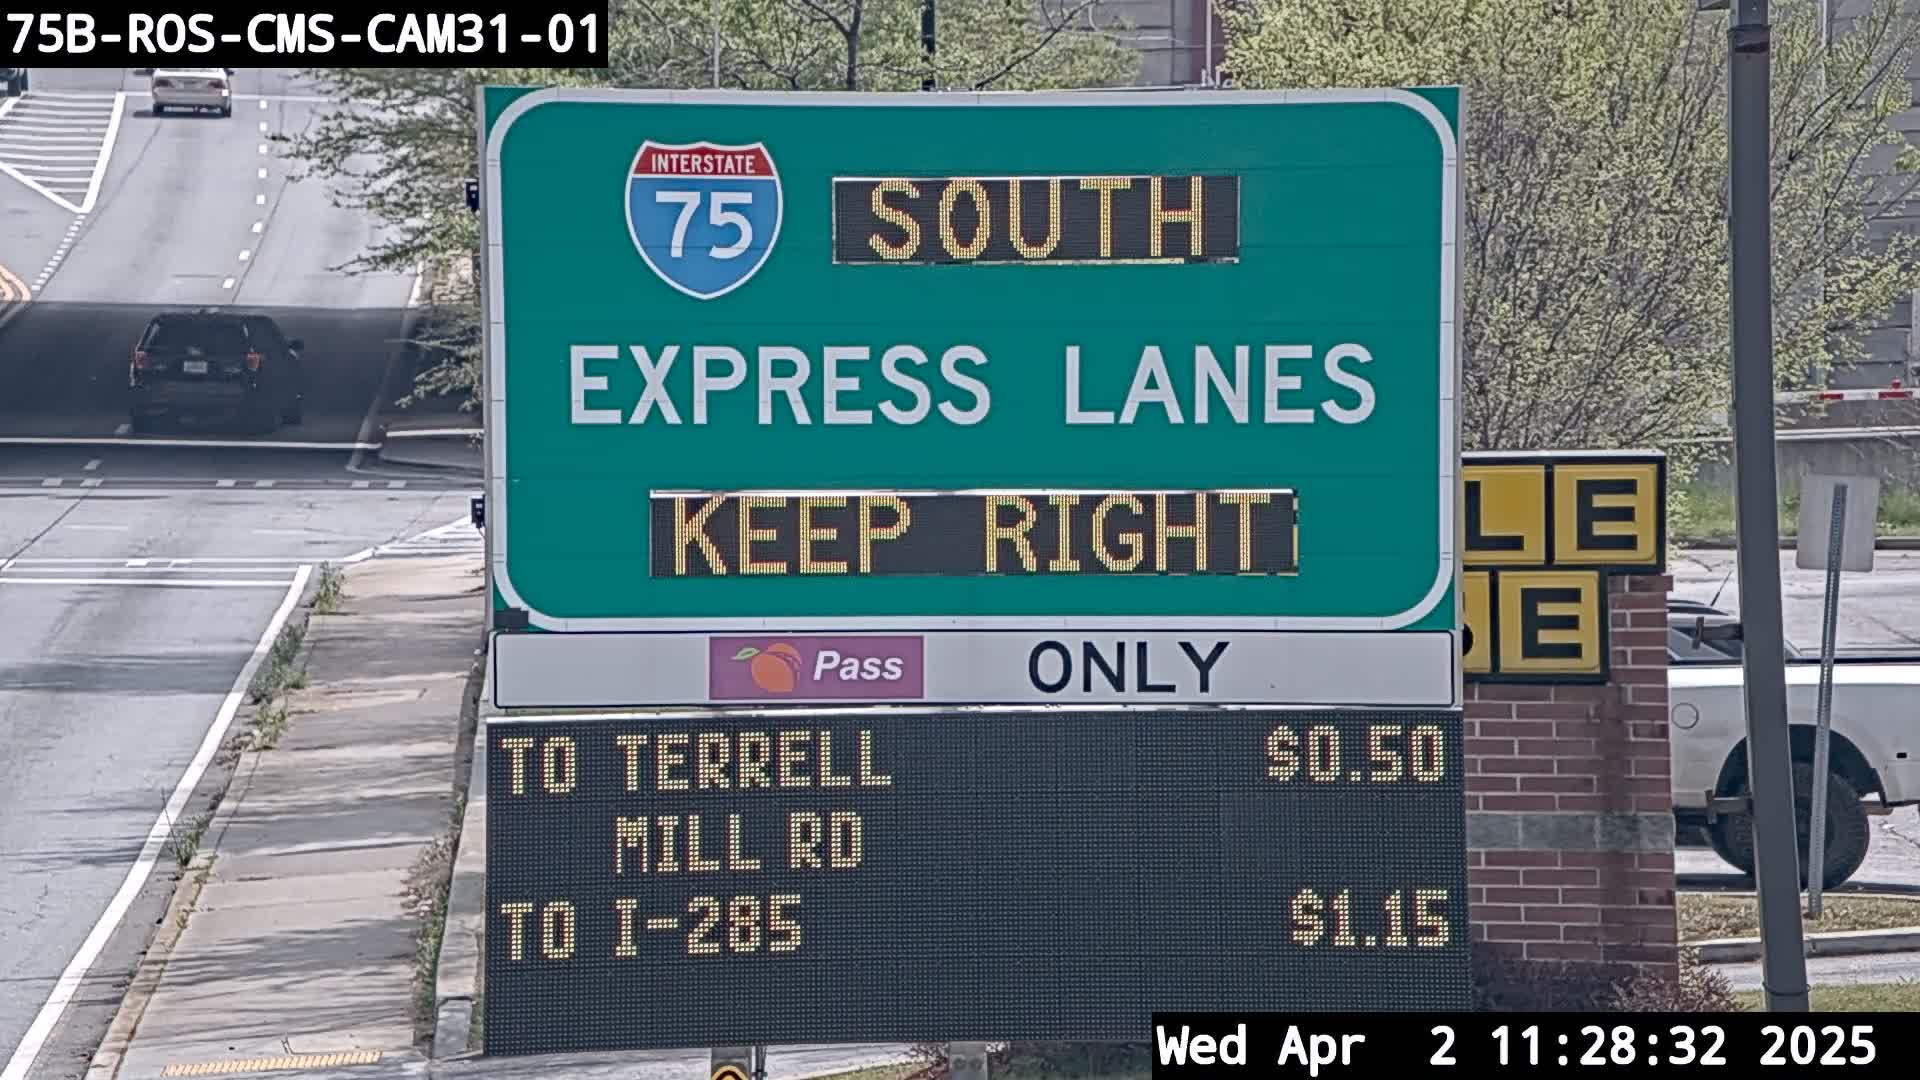 75B-ROS-CMS-CAM31-01
INTERSTATE
75
SOUTH
EXPRESS LANES
KEEP RIGHT
Pass ONLY
TO TERRELL $0.50
MILL RD
TO I-285 $1.15
LE
E
Wed Apr 2 11:28:32 2025